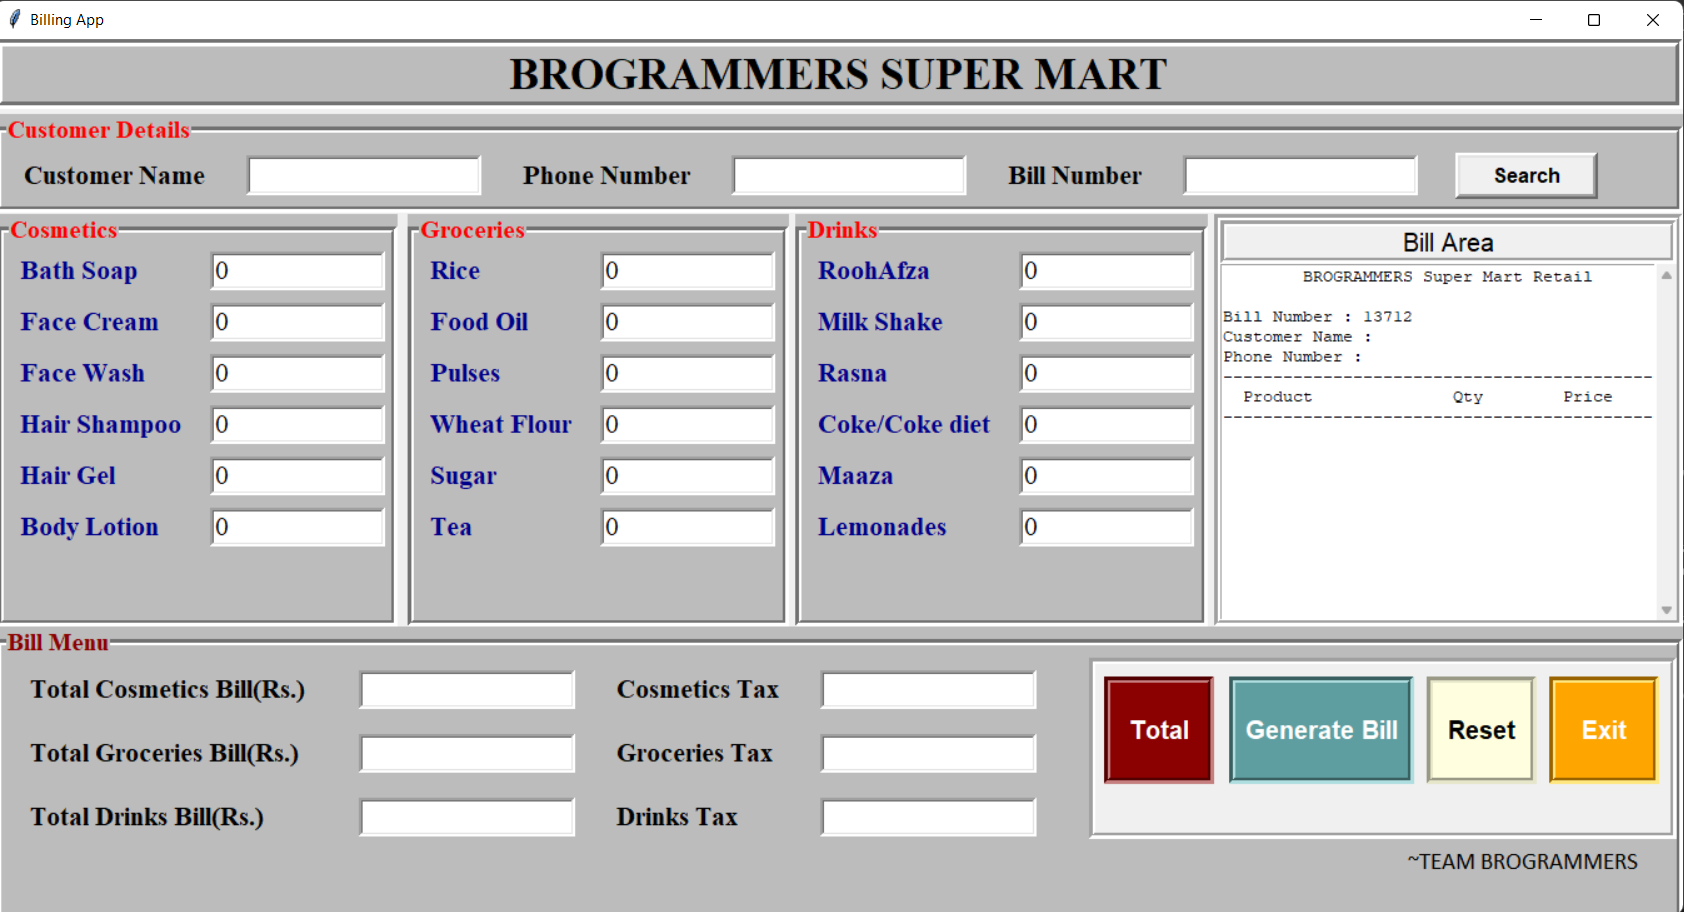 Billing App
BROGRAMMERS SUPER MART
Customer Details
Customer Name Phone Number Bill Number Search
Cosmetics
Bath Soap 0
Face Cream 0
Face Wash 0
Hair Shampoo 0
Hair Gel 0
Body Lotion 0
Groceries
Rice 0
Food Oil 0
Pulses 0
Wheat Flour 0
Sugar 0
Tea 0
Drinks
RoohAfza 0
Milk Shake 0
Rasna 0
Coke/Coke diet 0
Maaza 0
Lemonades 0
Bill Area
BROGRAMMERS Super Mart Retail
Bill Number : 13712
Customer Name :
Phone Number :
-------------------------------------------
Product Qty Price
-------------------------------------------
Bill Menu
Total Cosmetics Bill(Rs.) Cosmetics Tax
Total Groceries Bill(Rs.) Groceries Tax
Total Drinks Bill(Rs.) Drinks Tax
Total Generate Bill Reset Exit
~TEAM BROGRAMMERS